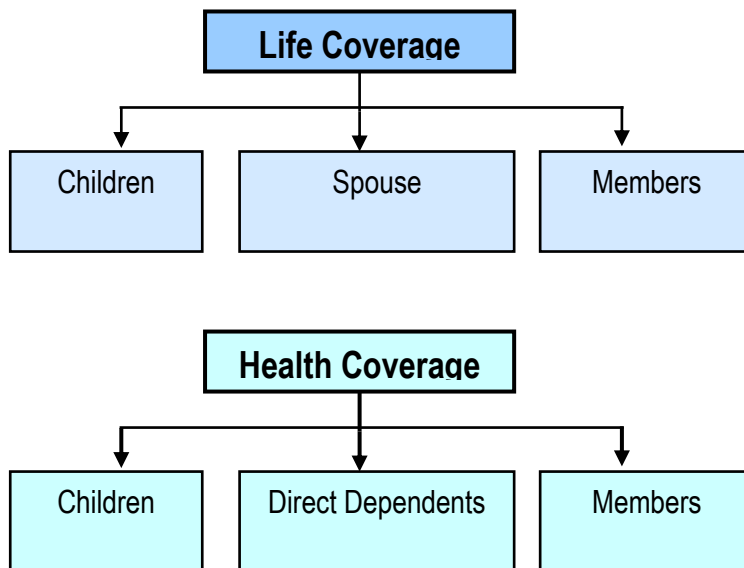 Life Coverage
Children Spouse Members
Health Coverage
Children Direct Dependents Members